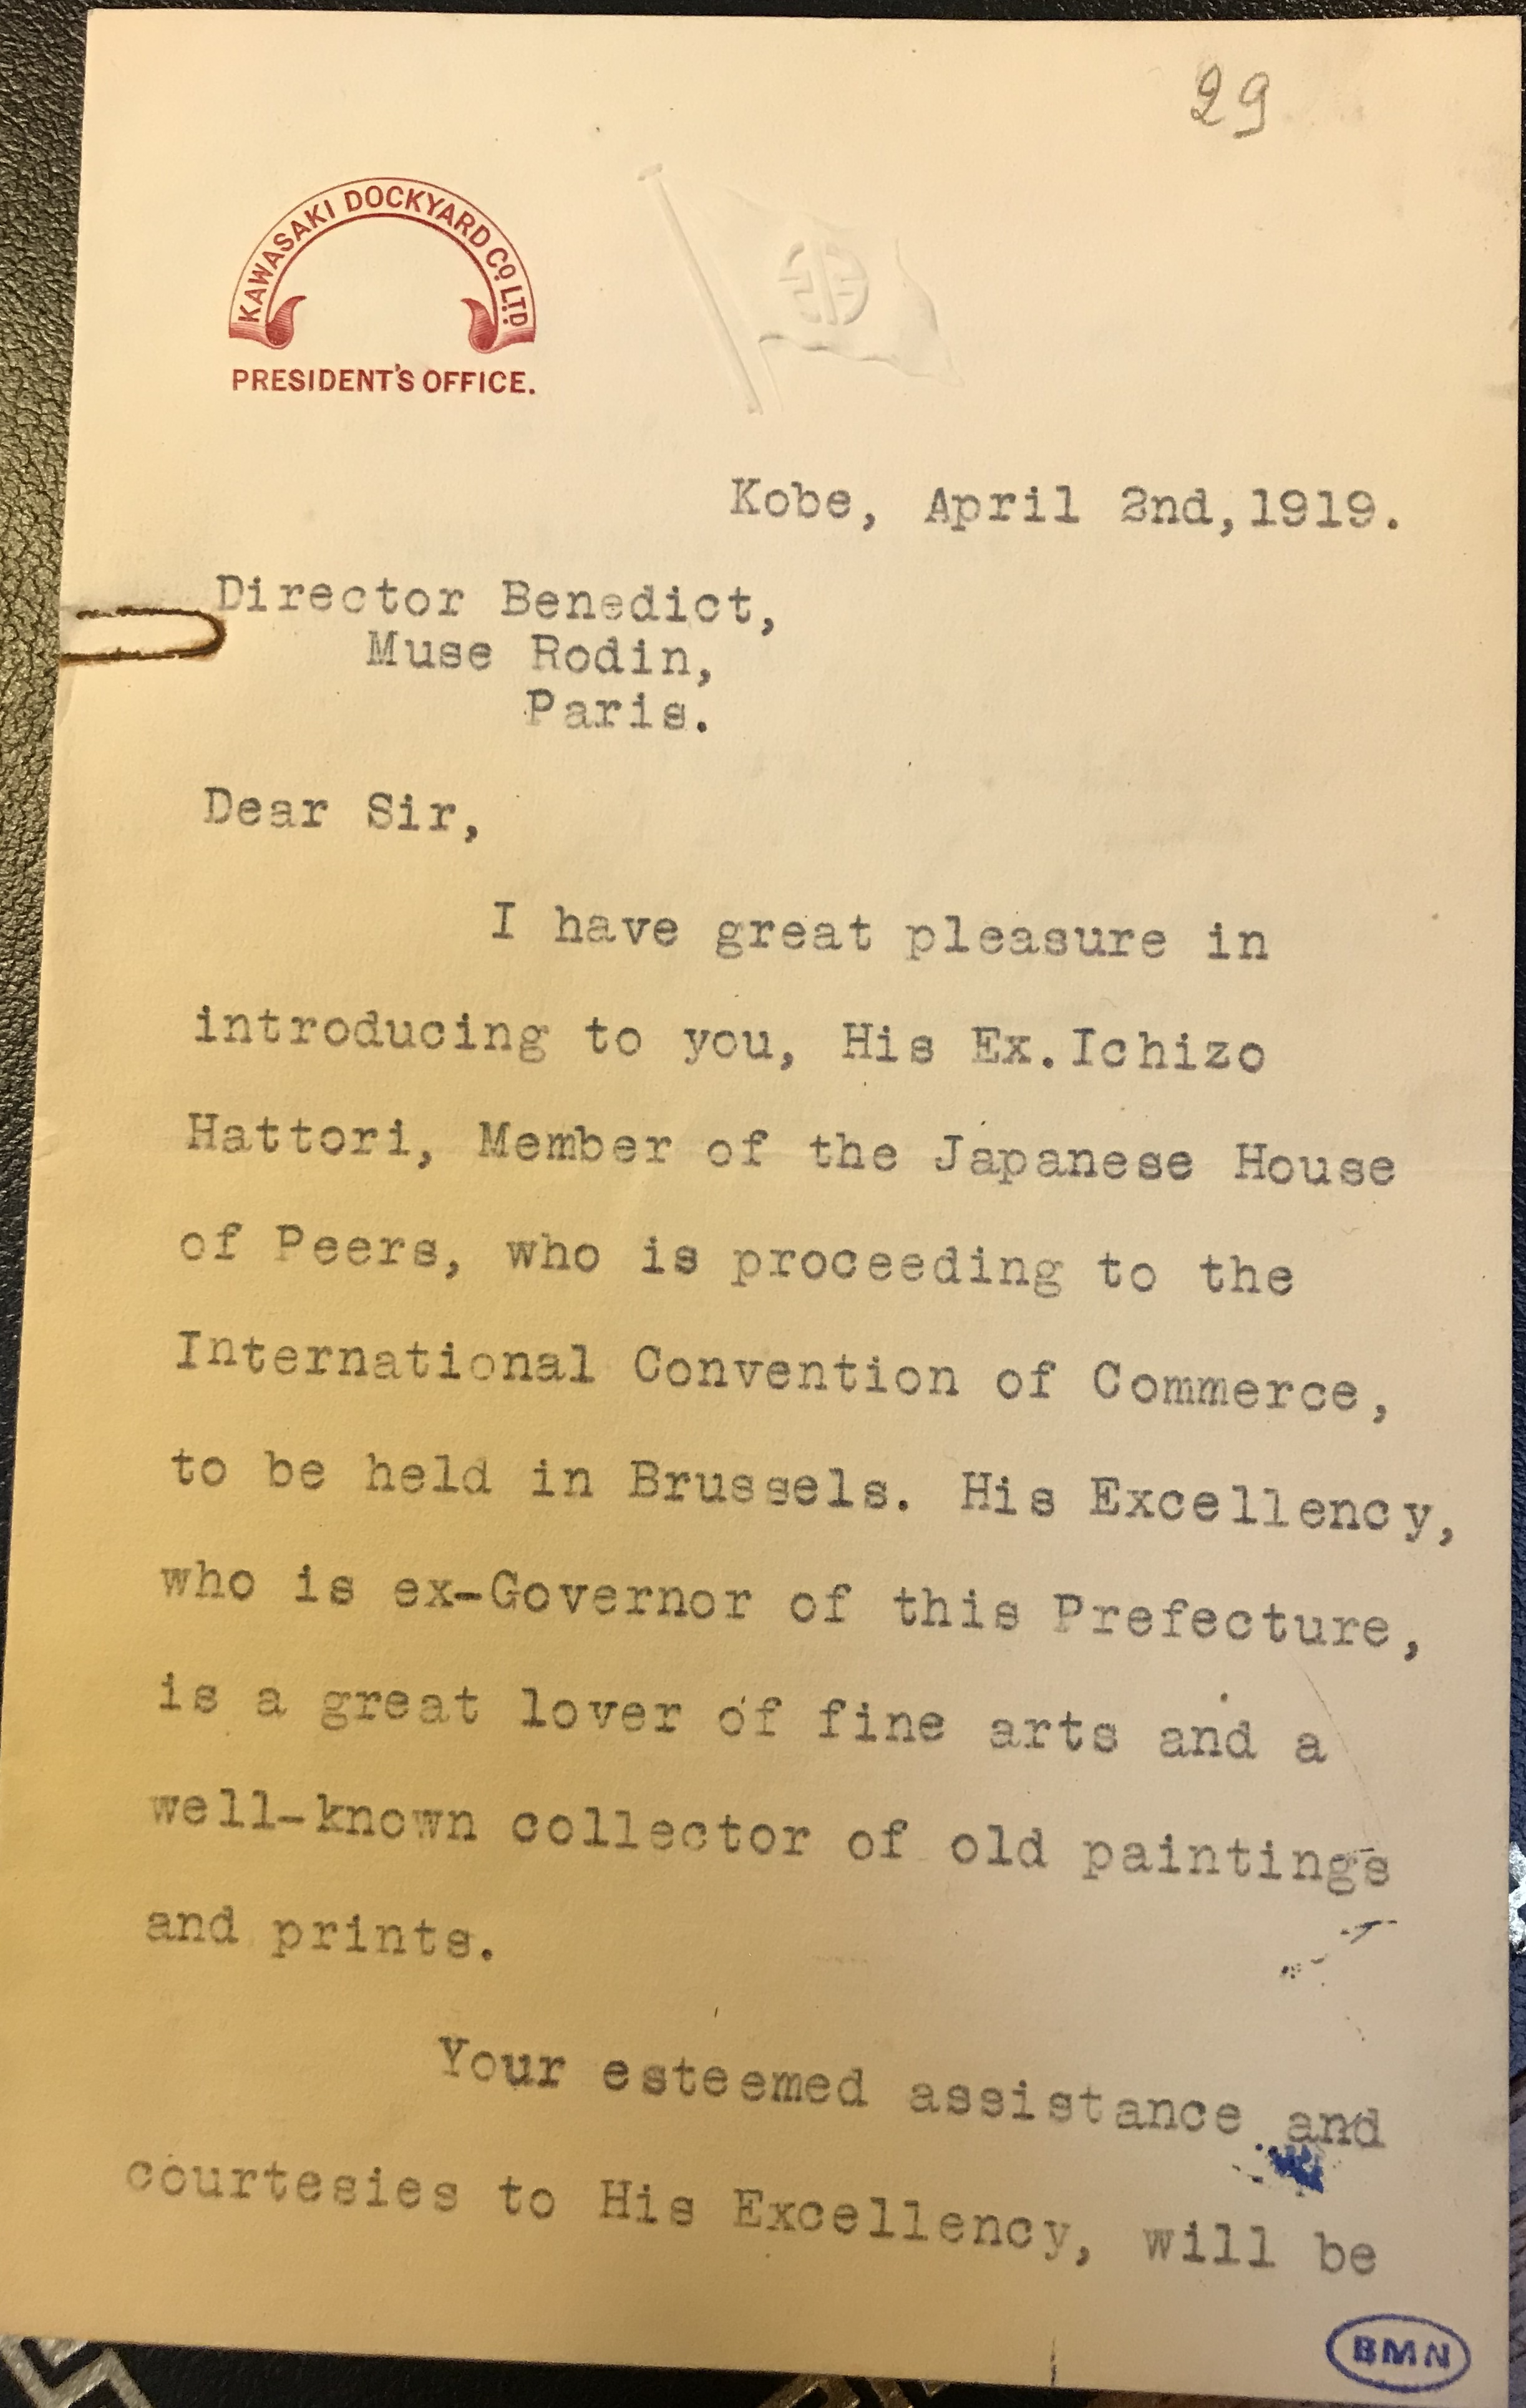 29
KAWASAKI DOCKYARD CO. LTD.
PRESIDENT'S OFFICE.
Kobe, April 2nd,1919.
Director Benedict,
Muse Rodin,
Paris.
Dear Sir,
I have great pleasure in
introducing to you, His Ex.Ichizo
Hattori, Member of the Japanese House
of Peers, who is proceeding to the
International Convention of Commerce,
to be held in Brussels. His Excellency,
who is ex-Governor of this Prefecture,
is a great lover of fine arts and a
well-known collector of old paintings
and prints.
Your esteemed assistance and
courtesies to His Excellency, will be
BMN